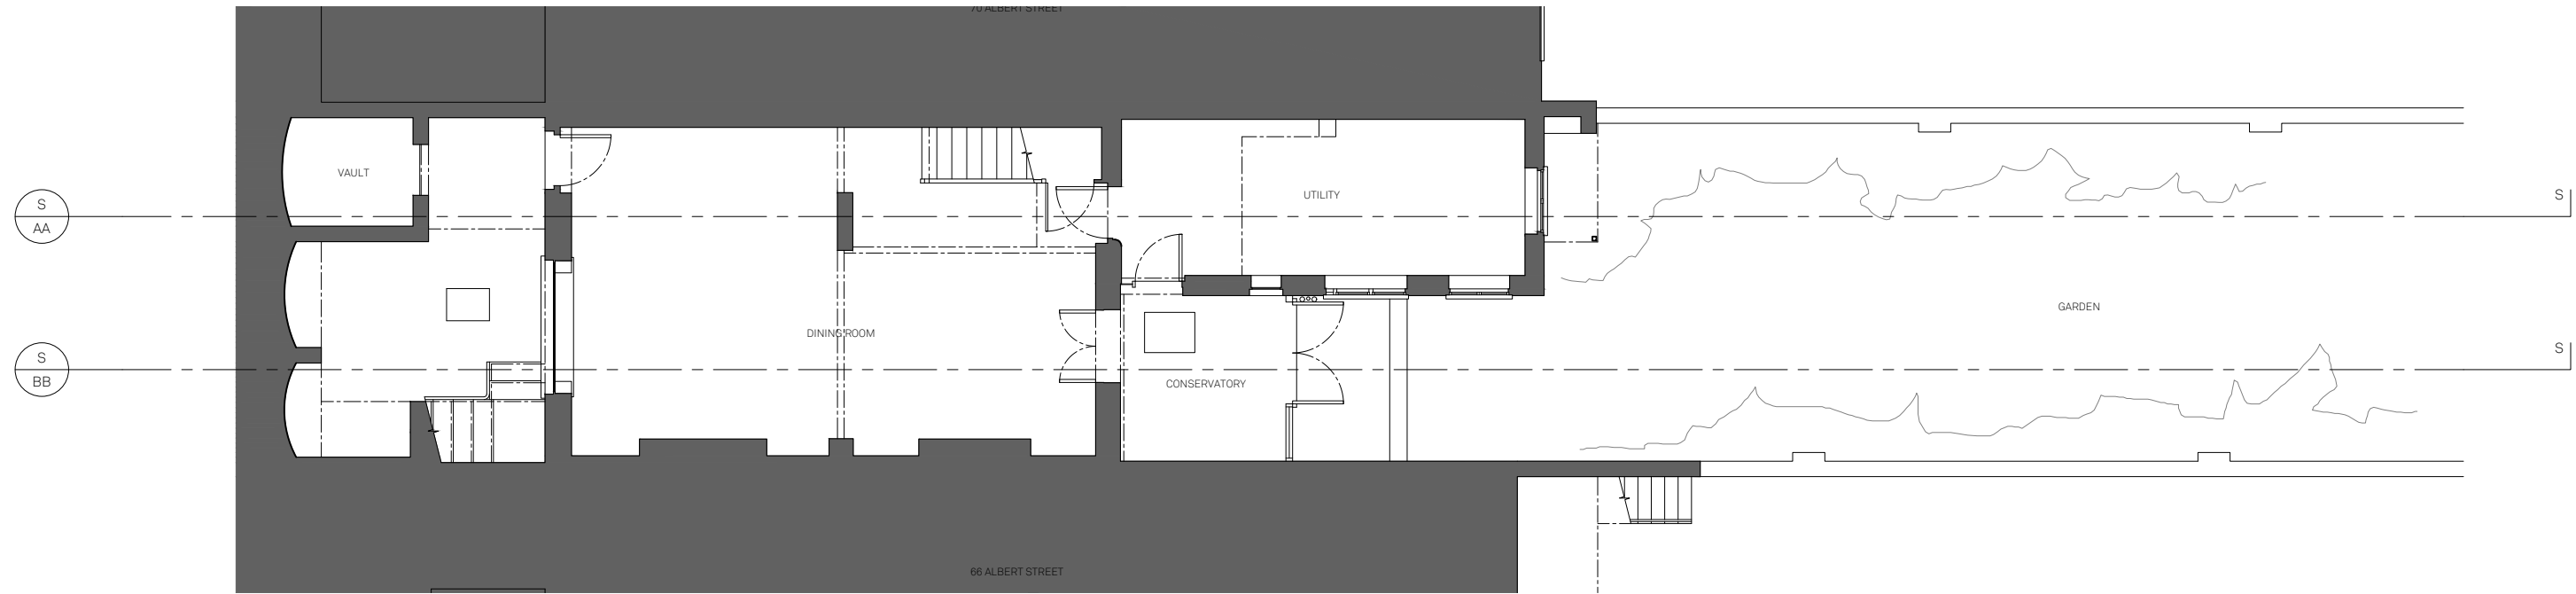 70 ALBERT STREET
VAULT
S
AA
UTILITY
S
GARDEN
DINING ROOM
S
BB
CONSERVATORY
S
66 ALBERT STREET